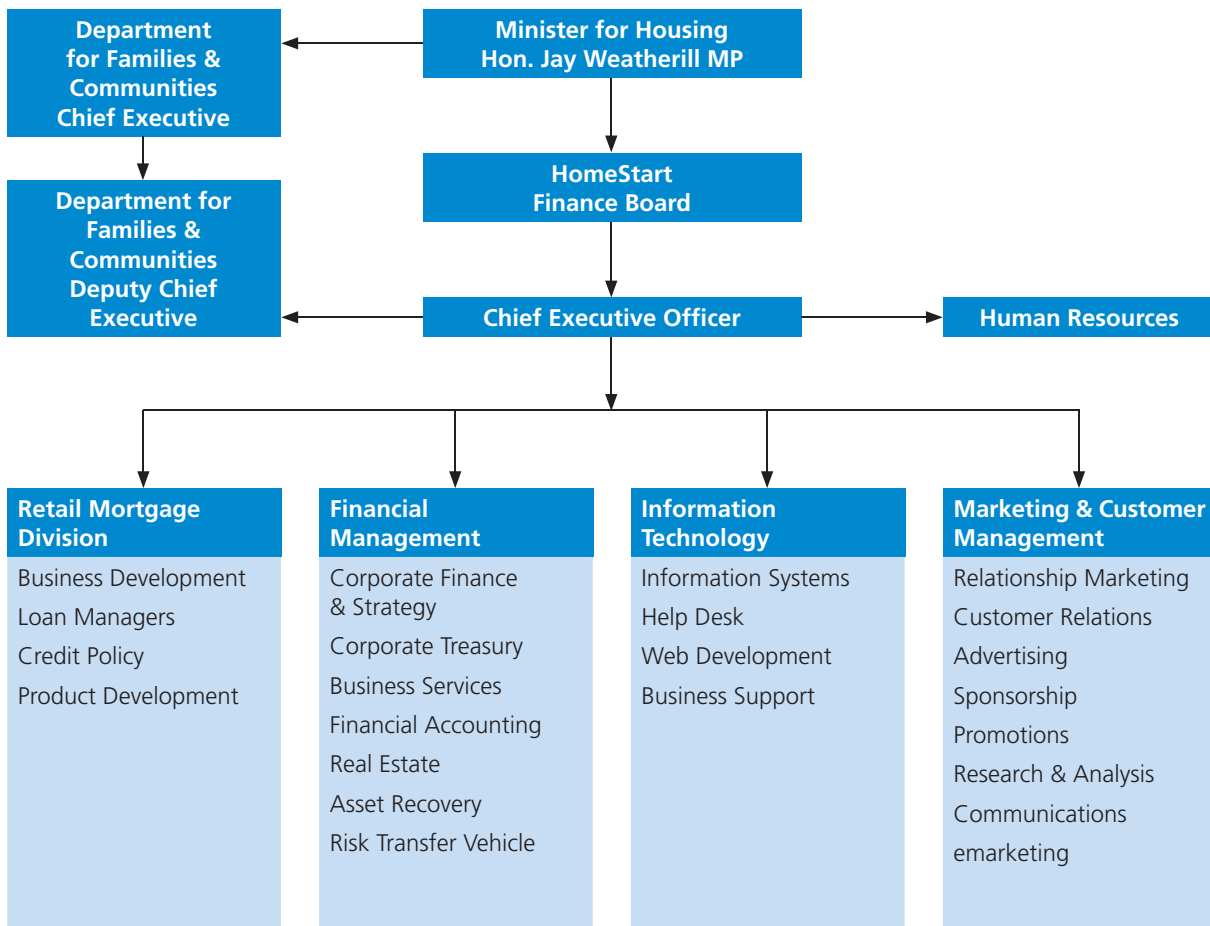 Department
for Families &
Communities
Chief Executive
Minister for Housing
Hon. Jay Weatherill MP
HomeStart
Finance Board
Department for
Families &
Communities
Deputy Chief
Executive
Chief Executive Officer
Human Resources
Retail Mortgage
Division
Business Development
Loan Managers
Credit Policy
Product Development
Financial
Management
Corporate Finance
& Strategy
Corporate Treasury
Business Services
Financial Accounting
Real Estate
Asset Recovery
Risk Transfer Vehicle
Information
Technology
Information Systems
Help Desk
Web Development
Business Support
Marketing & Customer
Management
Relationship Marketing
Customer Relations
Advertising
Sponsorship
Promotions
Research & Analysis
Communications
emarketing